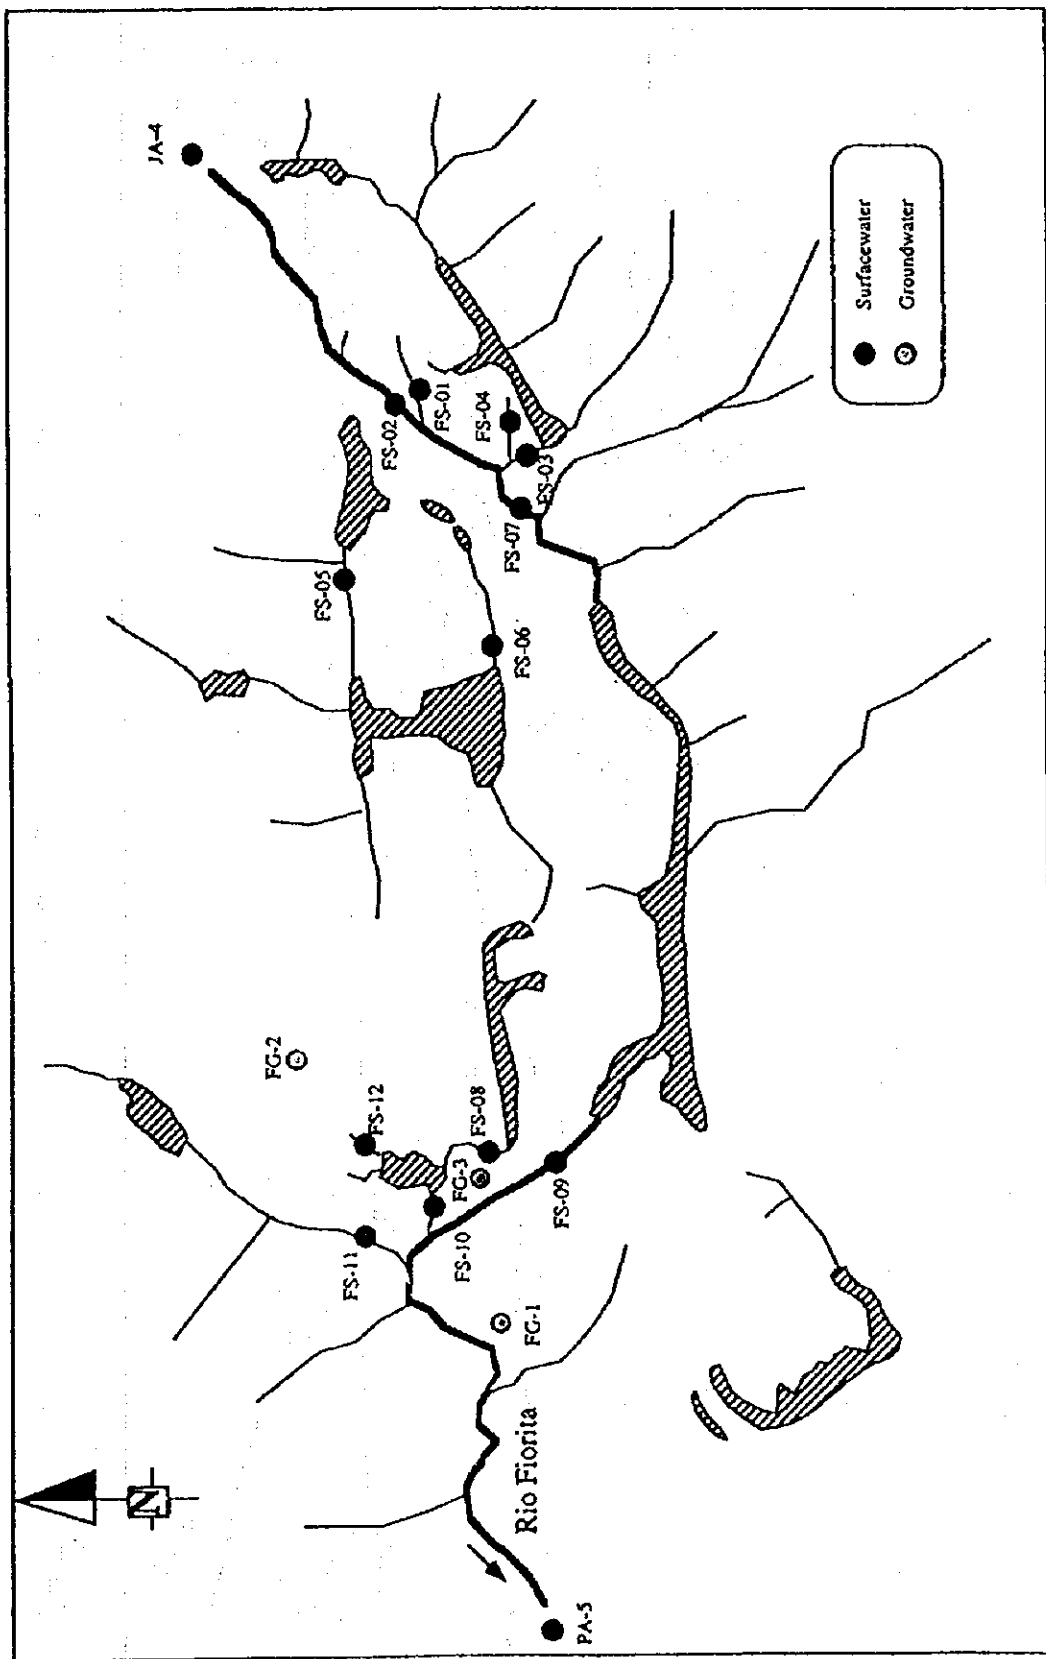 JA-4
FS-01
FS-02
FS-04
FS-03
FS-07
FS-05
FS-06
FG-2
FS-12
FS-08
FG-3
FS-09
FS-10
FS-11
FG-1
Rio Fiorita
PA-5
N
Surfacewater
Groundwater